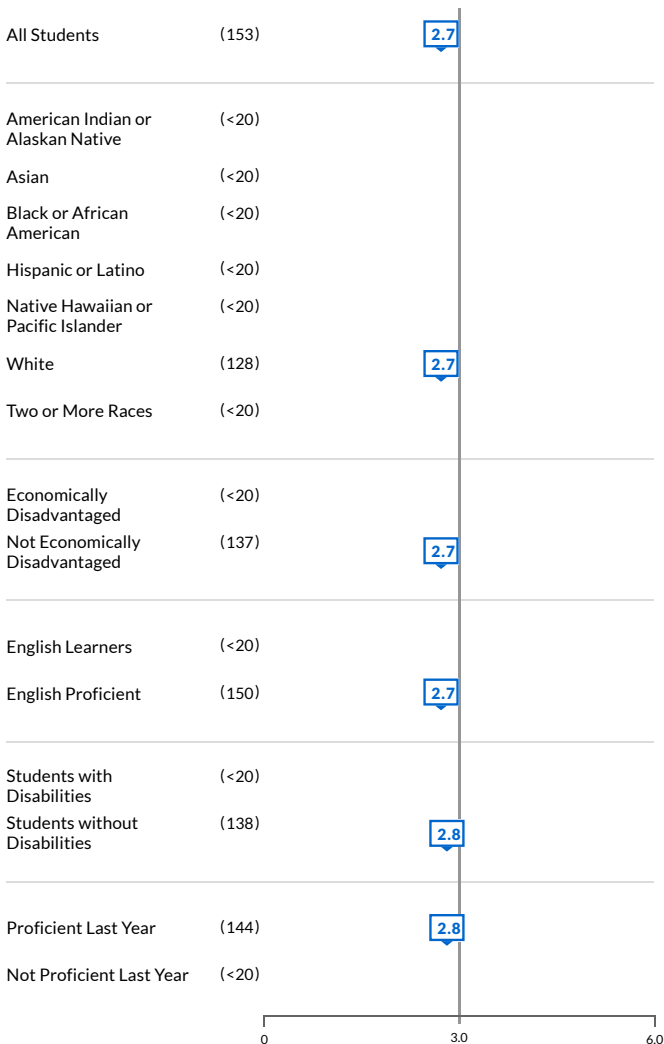 All Students (153) 2.7
American Indian or (<20)
Alaskan Native
Asian (<20)
Black or African (<20)
American
Hispanic or Latino (<20)
Native Hawaiian or (<20)
Pacific Islander
White (128) 2.7
Two or More Races (<20)
Economically (<20)
Disadvantaged
Not Economically (137) 2.7
Disadvantaged
English Learners (<20)
English Proficient (150) 2.7
Students with (<20)
Disabilities
Students without (138) 2.8
Disabilities
Proficient Last Year (144) 2.8
Not Proficient Last Year (<20)
0 3.0 6.0